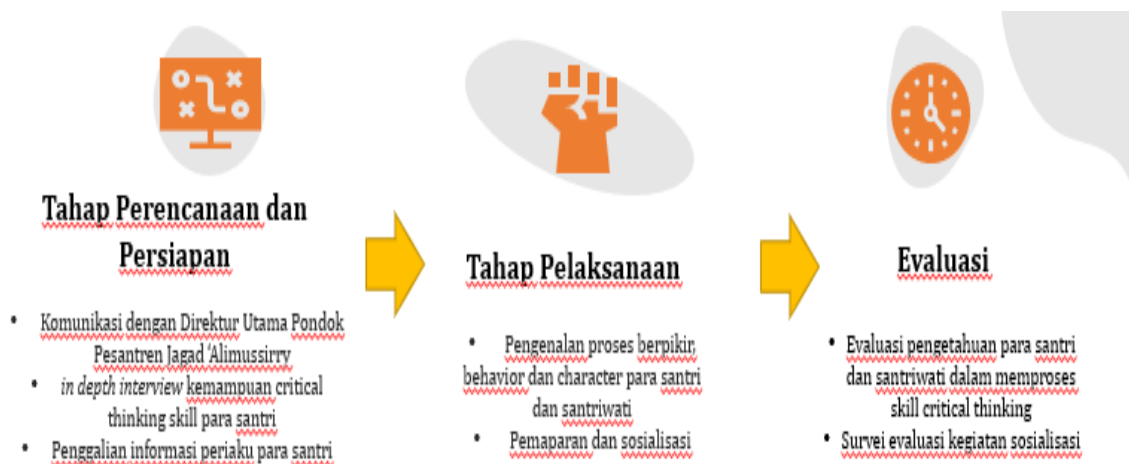 Tahap Perencanaan dan
Persiapan
• Komunikasi dengan Direktur Utama Pondok
Pesantren Jagad ‘Alimussirry
• in depth interview kemampuan critical
thinking skill para santri
• Penggalian informasi periaku para santri
Tahap Pelaksanaan
• Pengenalan proses berpikir,
behavior dan character para santri
dan santriwati
• Pemaparan dan sosialisasi
Evaluasi
• Evaluasi pengetahuan para santri
dan santriwati dalam memproses
skill critical thinking
• Survei evaluasi kegiatan sosialisasi